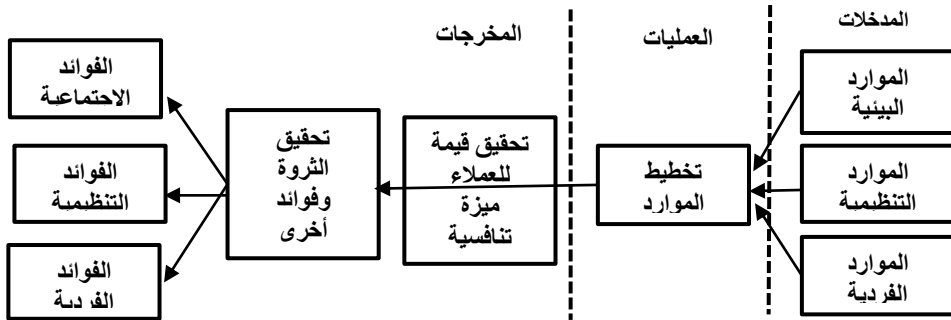 المدخلات
العمليات
المخرجات
الموارد
البيئية
الموارد
التنظيمية
الموارد
الفردية
تخطيط
الموارد
تحقيق قيمة
للعملاء
ميزة
تنافسية
تحقيق
الثروة
وفوائد
أخرى
الفوائد
الاجتماعية
الفوائد
التنظيمية
الفوائد
الفردية